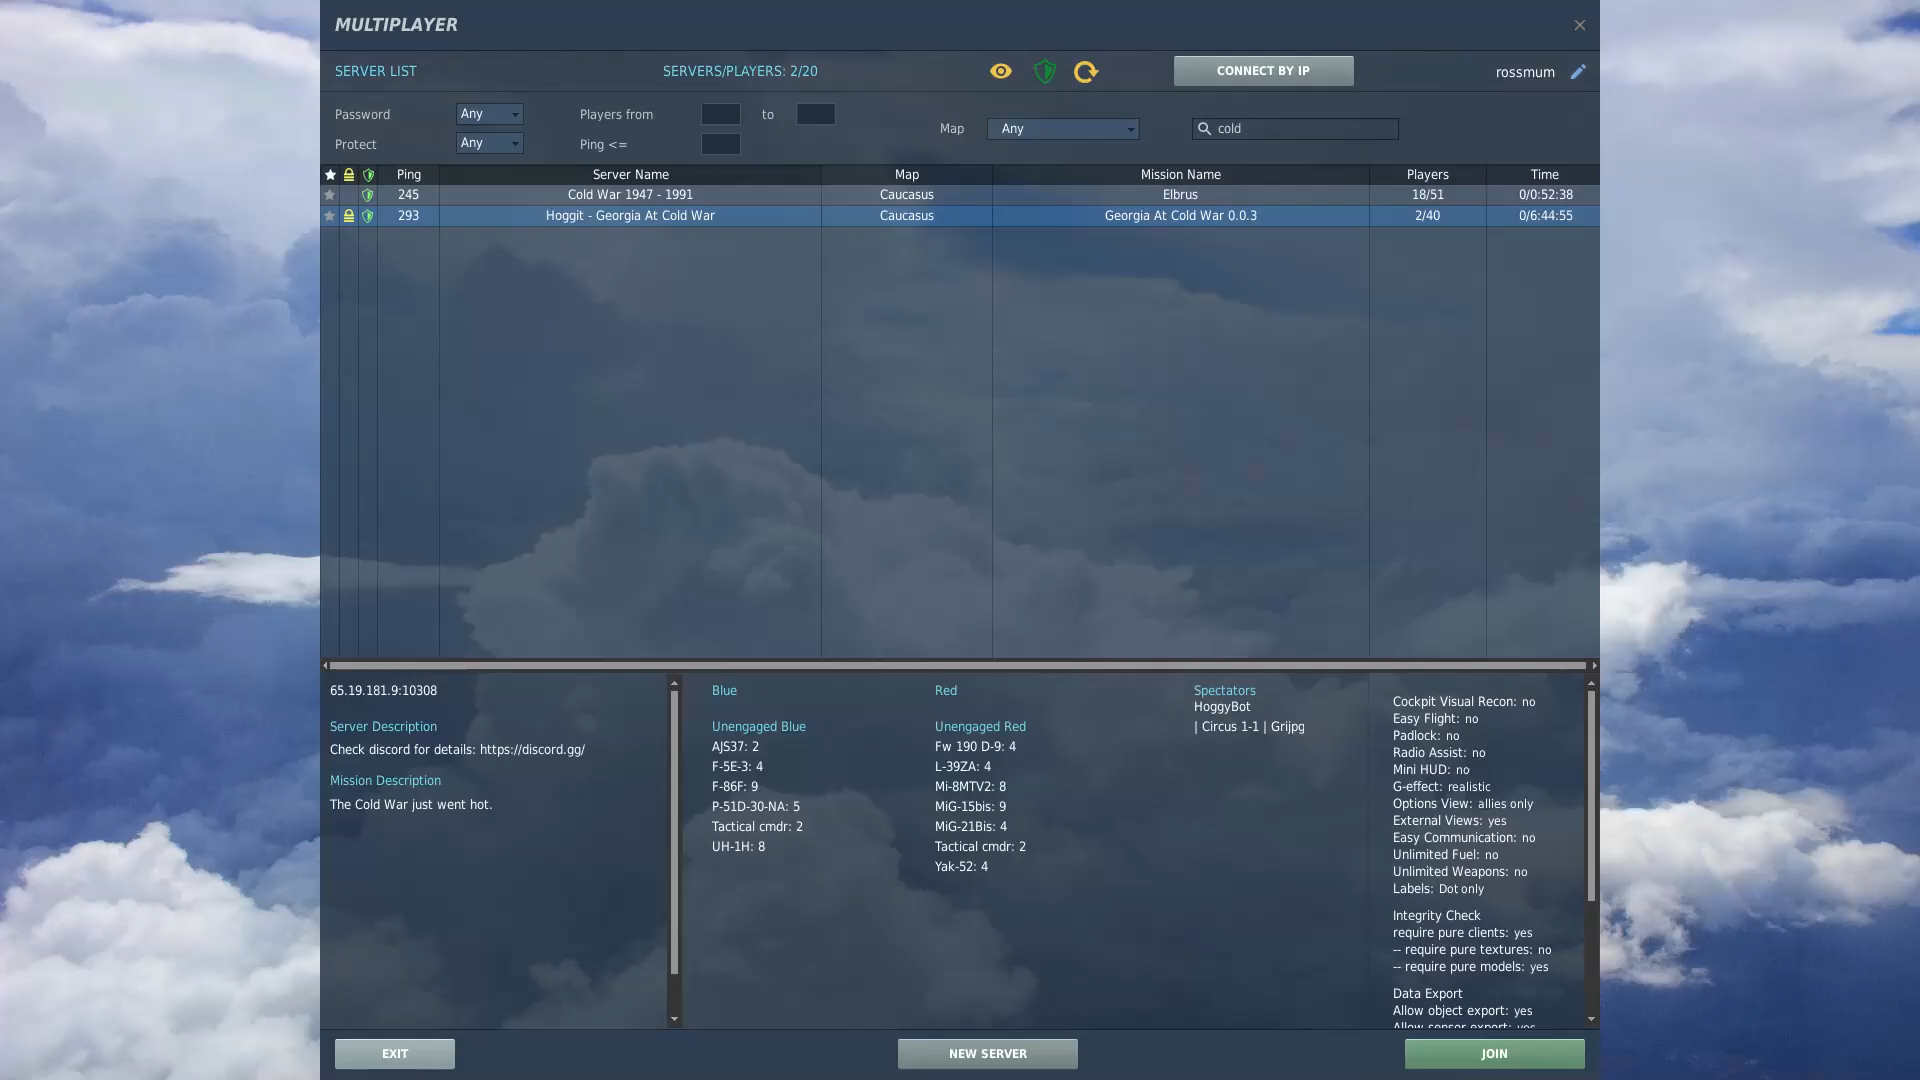 MULTIPLAYER
SERVER LIST
SERVERS/PLAYERS: 2/20
CONNECT BY IP
rossmum
Password
Any
Players from
to
Protect
Any
Ping <=
Map
Any
cold
Ping Server Name Map Mission Name Players Time
245 Cold War 1947 - 1991 Caucasus Elbrus 18/51 0/0:52:38
293 Hoggit - Georgia At Cold War Caucasus Georgia At Cold War 0.0.3 2/40 0/6:44:55
65.19.181.9:10308
Server Description
Check discord for details: https://discord.gg/
Mission Description
The Cold War just went hot.
Blue
Unengaged Blue
AJS37: 2
F-5E-3: 4
F-86F: 9
P-51D-30-NA: 5
Tactical cmdr: 2
UH-1H: 8
Red
Unengaged Red
Fw 190 D-9: 4
L-39ZA: 4
Mi-8MTV2: 8
MiG-15bis: 9
MiG-21Bis: 4
Tactical cmdr: 2
Yak-52: 4
Spectators
HoggyBot
| Circus 1-1 | Grijpg
Cockpit Visual Recon: no
Easy Flight: no
Padlock: no
Radio Assist: no
Mini HUD: no
G-effect: realistic
Options View: allies only
External Views: yes
Easy Communication: no
Unlimited Fuel: no
Unlimited Weapons: no
Labels: Dot only
Integrity Check
require pure clients: yes
-- require pure textures: no
-- require pure models: yes
Data Export
Allow object export: yes
Allow sensor export: yes
EXIT
NEW SERVER
JOIN